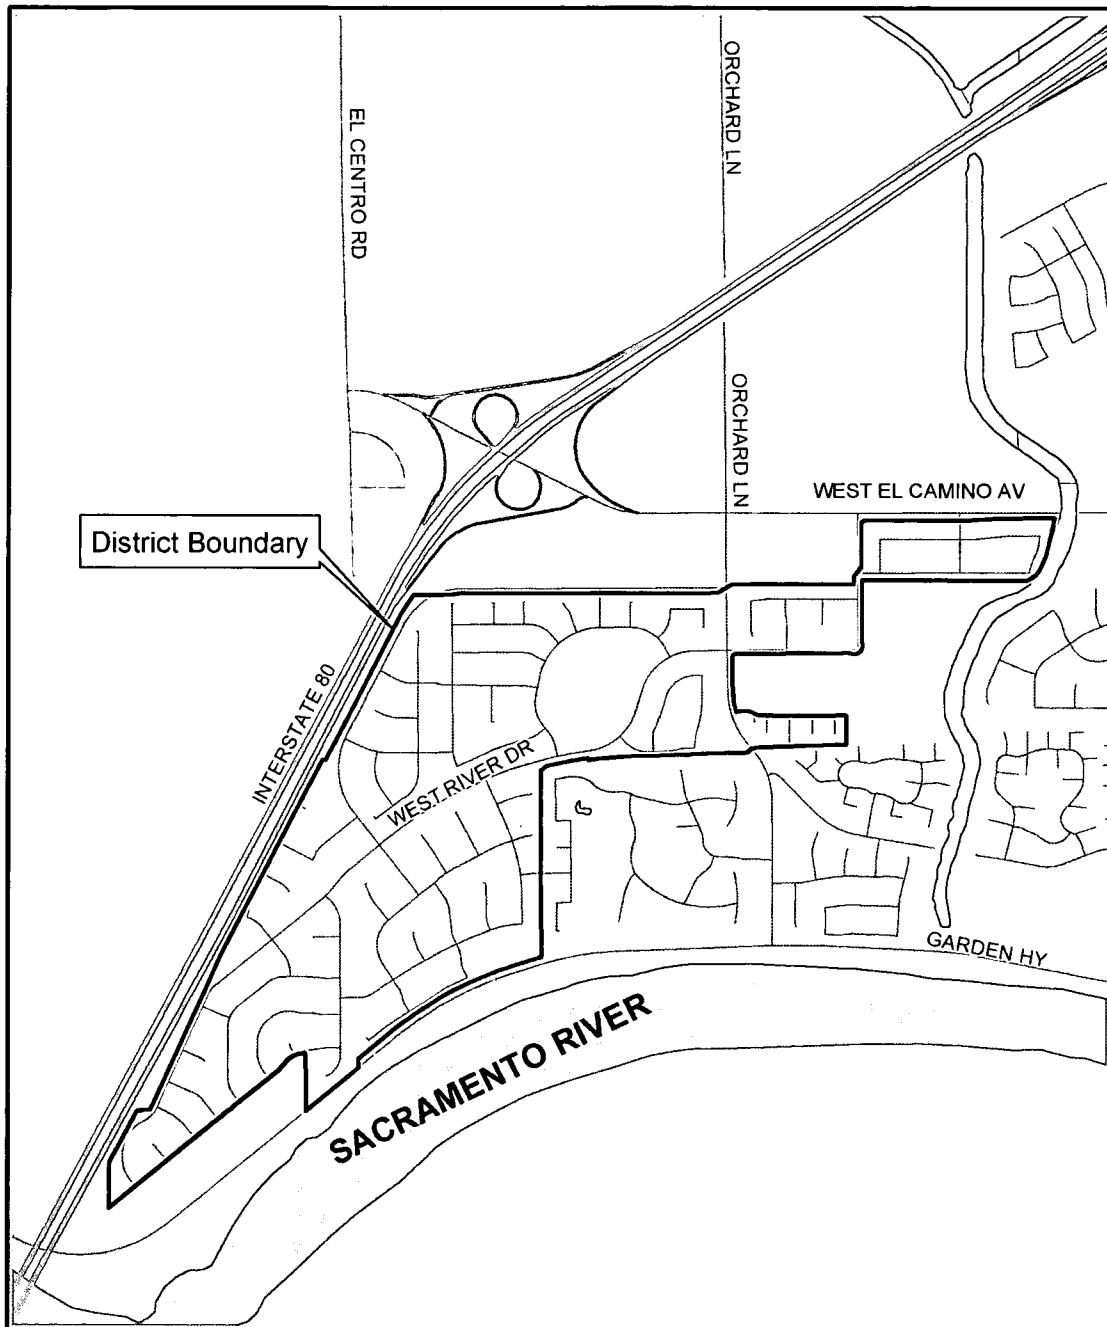 ORCHARD LN
EL CENTRO RD
ORCHARD LN
WEST EL CAMINO AV
District Boundary
INTERSTATE 80
WEST RIVER DR
GARDEN HY
SACRAMENTO RIVER